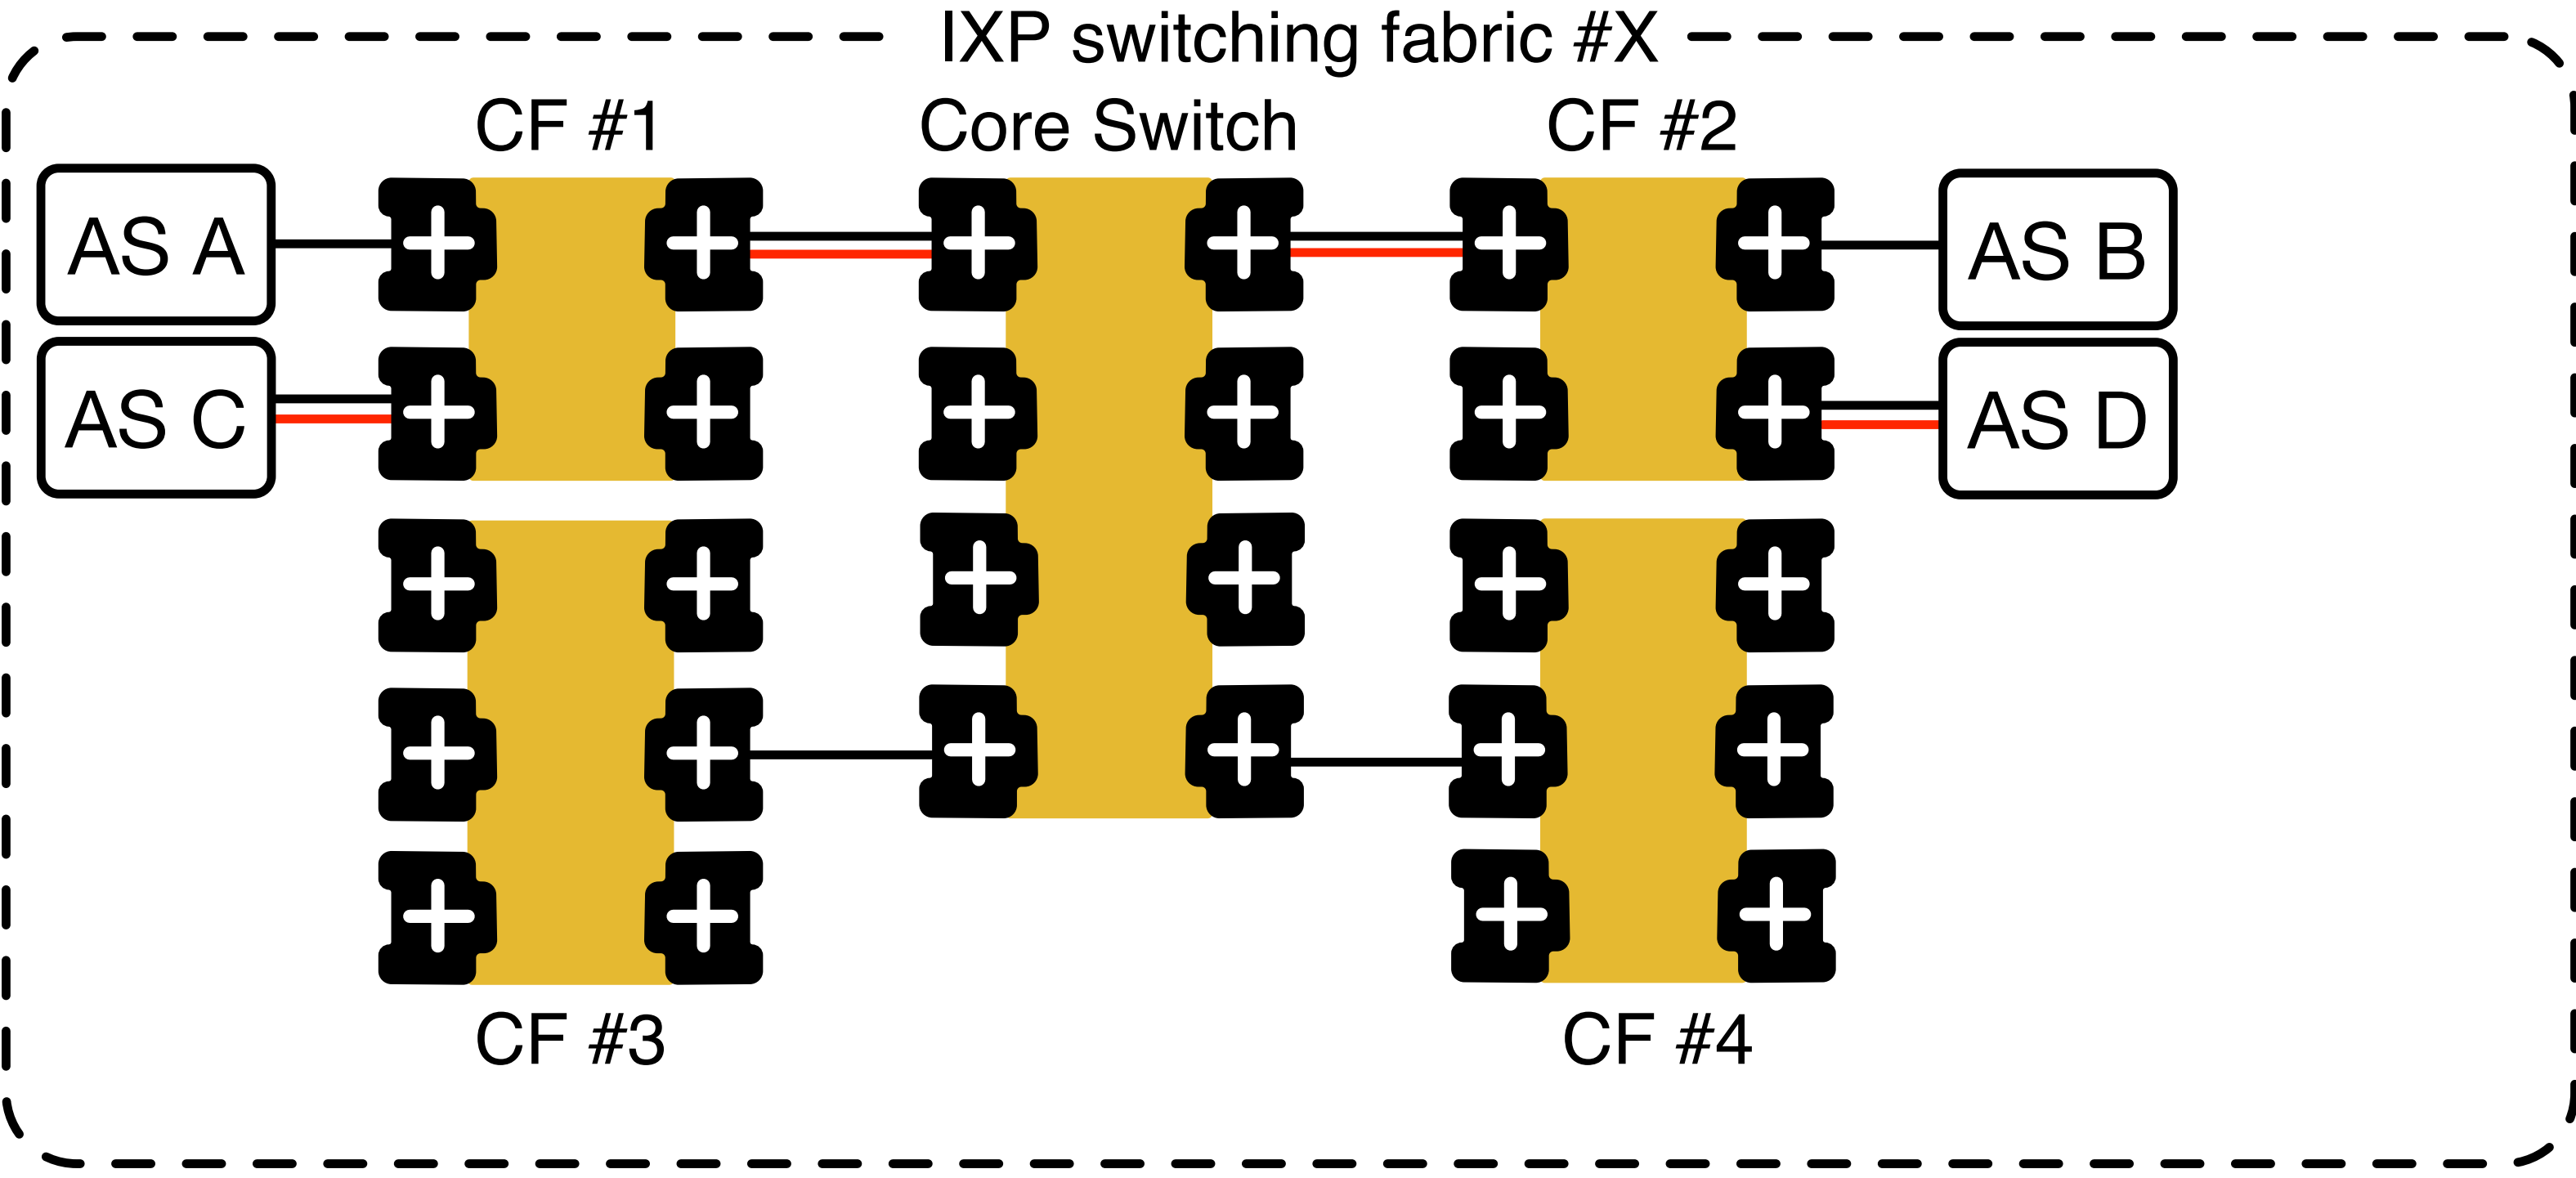 IXP switching fabric #X
CF #1
Core Switch
CF #2
AS A
AS B
AS C
AS D
CF #3
CF #4